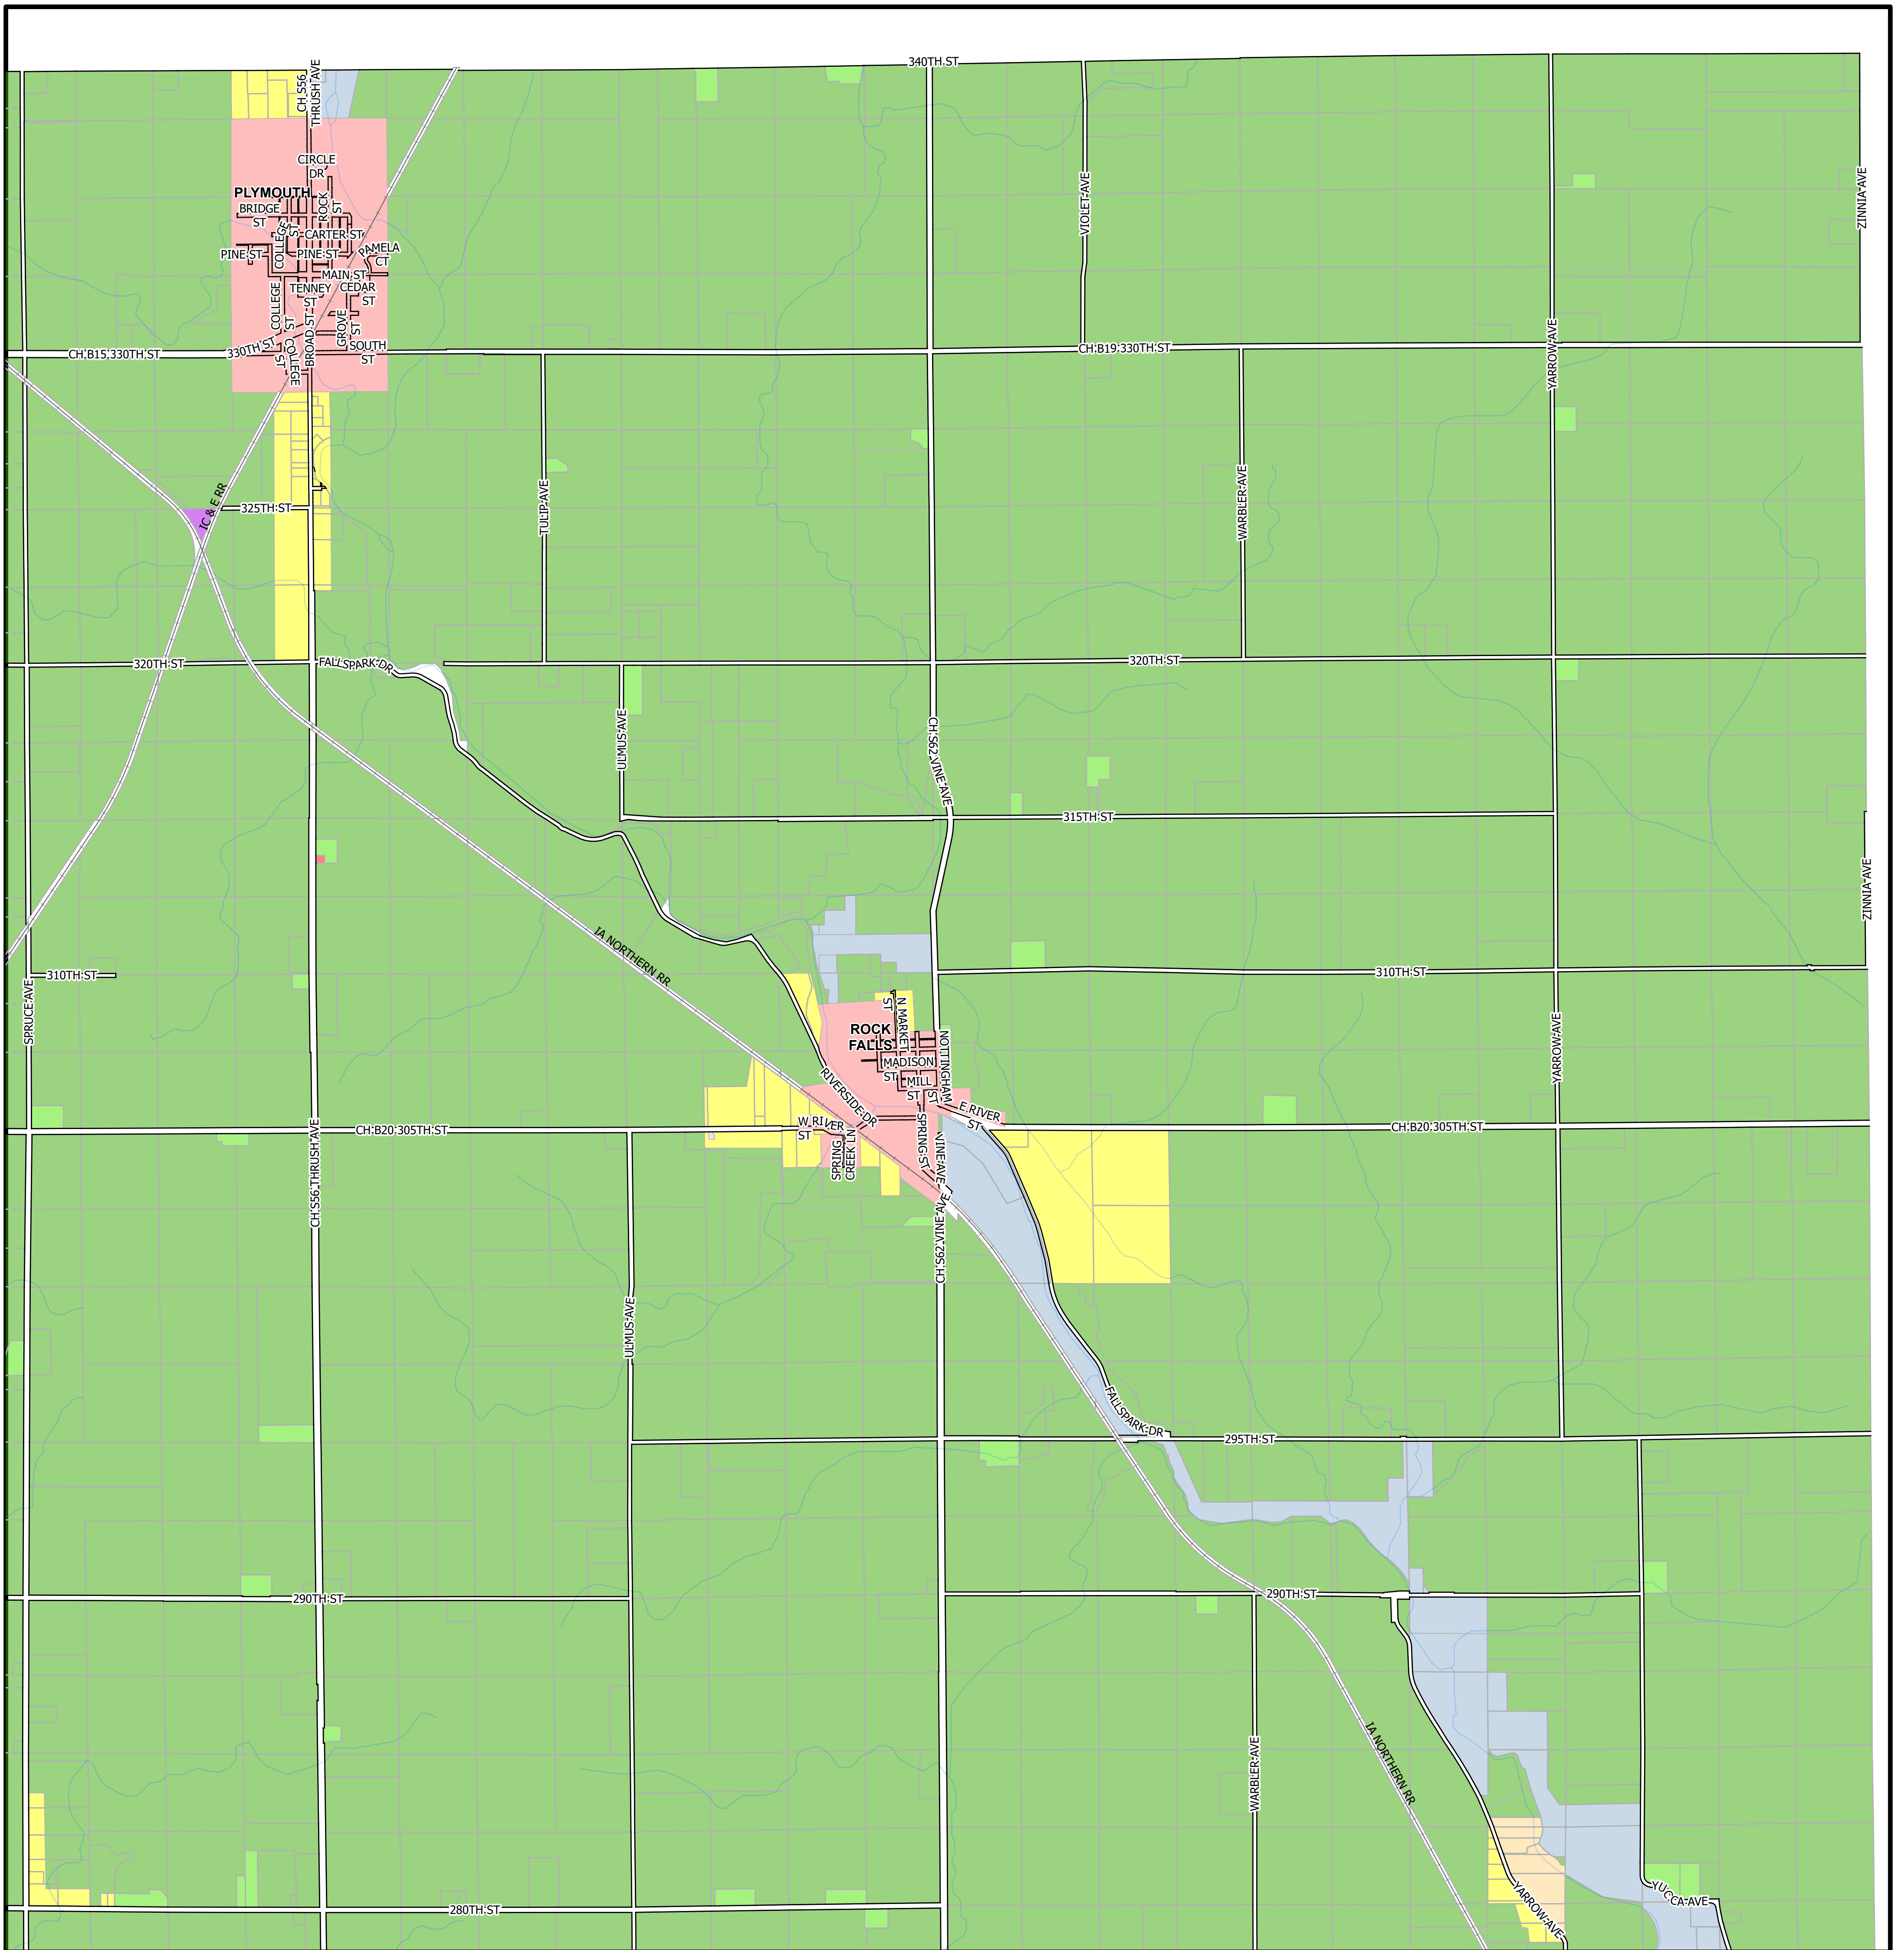 340TH ST
CH S56
THRUSH AVE
CIRCLE
DR
PLYMOUTH
BRIDGE
ST
COLLEGE
ST
ROCK
ST
CARTER ST
PINE ST
COLLEGE
PINE ST
PAMELA
CT
MAIN ST
TENNEY
ST
CEDAR
ST
COLLEGE
ST
BROAD ST
GROVE
ST
330TH ST
COLLEGE
ST
SOUTH
ST
VIOLET AVE
ZINNIA AVE
CH B15 330TH ST
CH B19 330TH ST
YARROW AVE
IC & E RR
325TH ST
TULIP AVE
WARBLER AVE
320TH ST
FALLSPARK DR
320TH ST
ULMUS AVE
CH S62 VINE AVE
315TH ST
ZINNIA AVE
IA NORTHERN RR
310TH ST
310TH ST
SPRUCE AVE
N MARKET
ST
ROCK
FALLS
NOTTINGHAM
ST
MADISON
ST
MILL
ST
YARROW AVE
RIVERSIDE DR
E RIVER
ST
W RIVER
ST
SPRING
CREEK LN
SPRING ST
VINE AVE
CH B20 305TH ST
CH B20 305TH ST
CH S56 THRUSH AVE
CH S62 VINE AVE
ULMUS AVE
FALLSPARK DR
295TH ST
290TH ST
290TH ST
WARBLER AVE
IA NORTHERN RR
280TH ST
YARROW AVE
YUCCA AVE